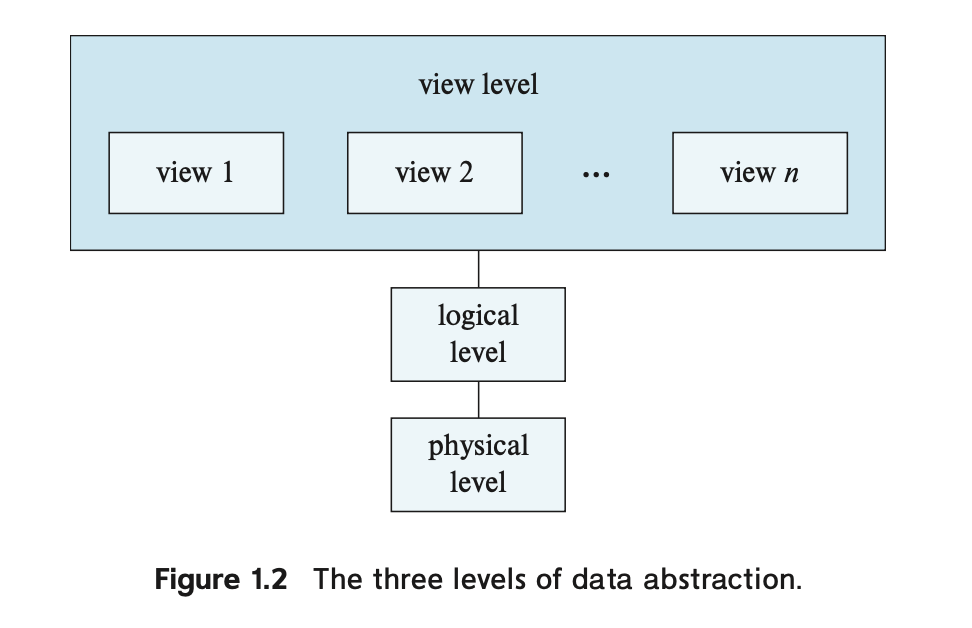 view level
view 1
view 2
...
view n
logical
level
physical
level
Figure 1.2 The three levels of data abstraction.